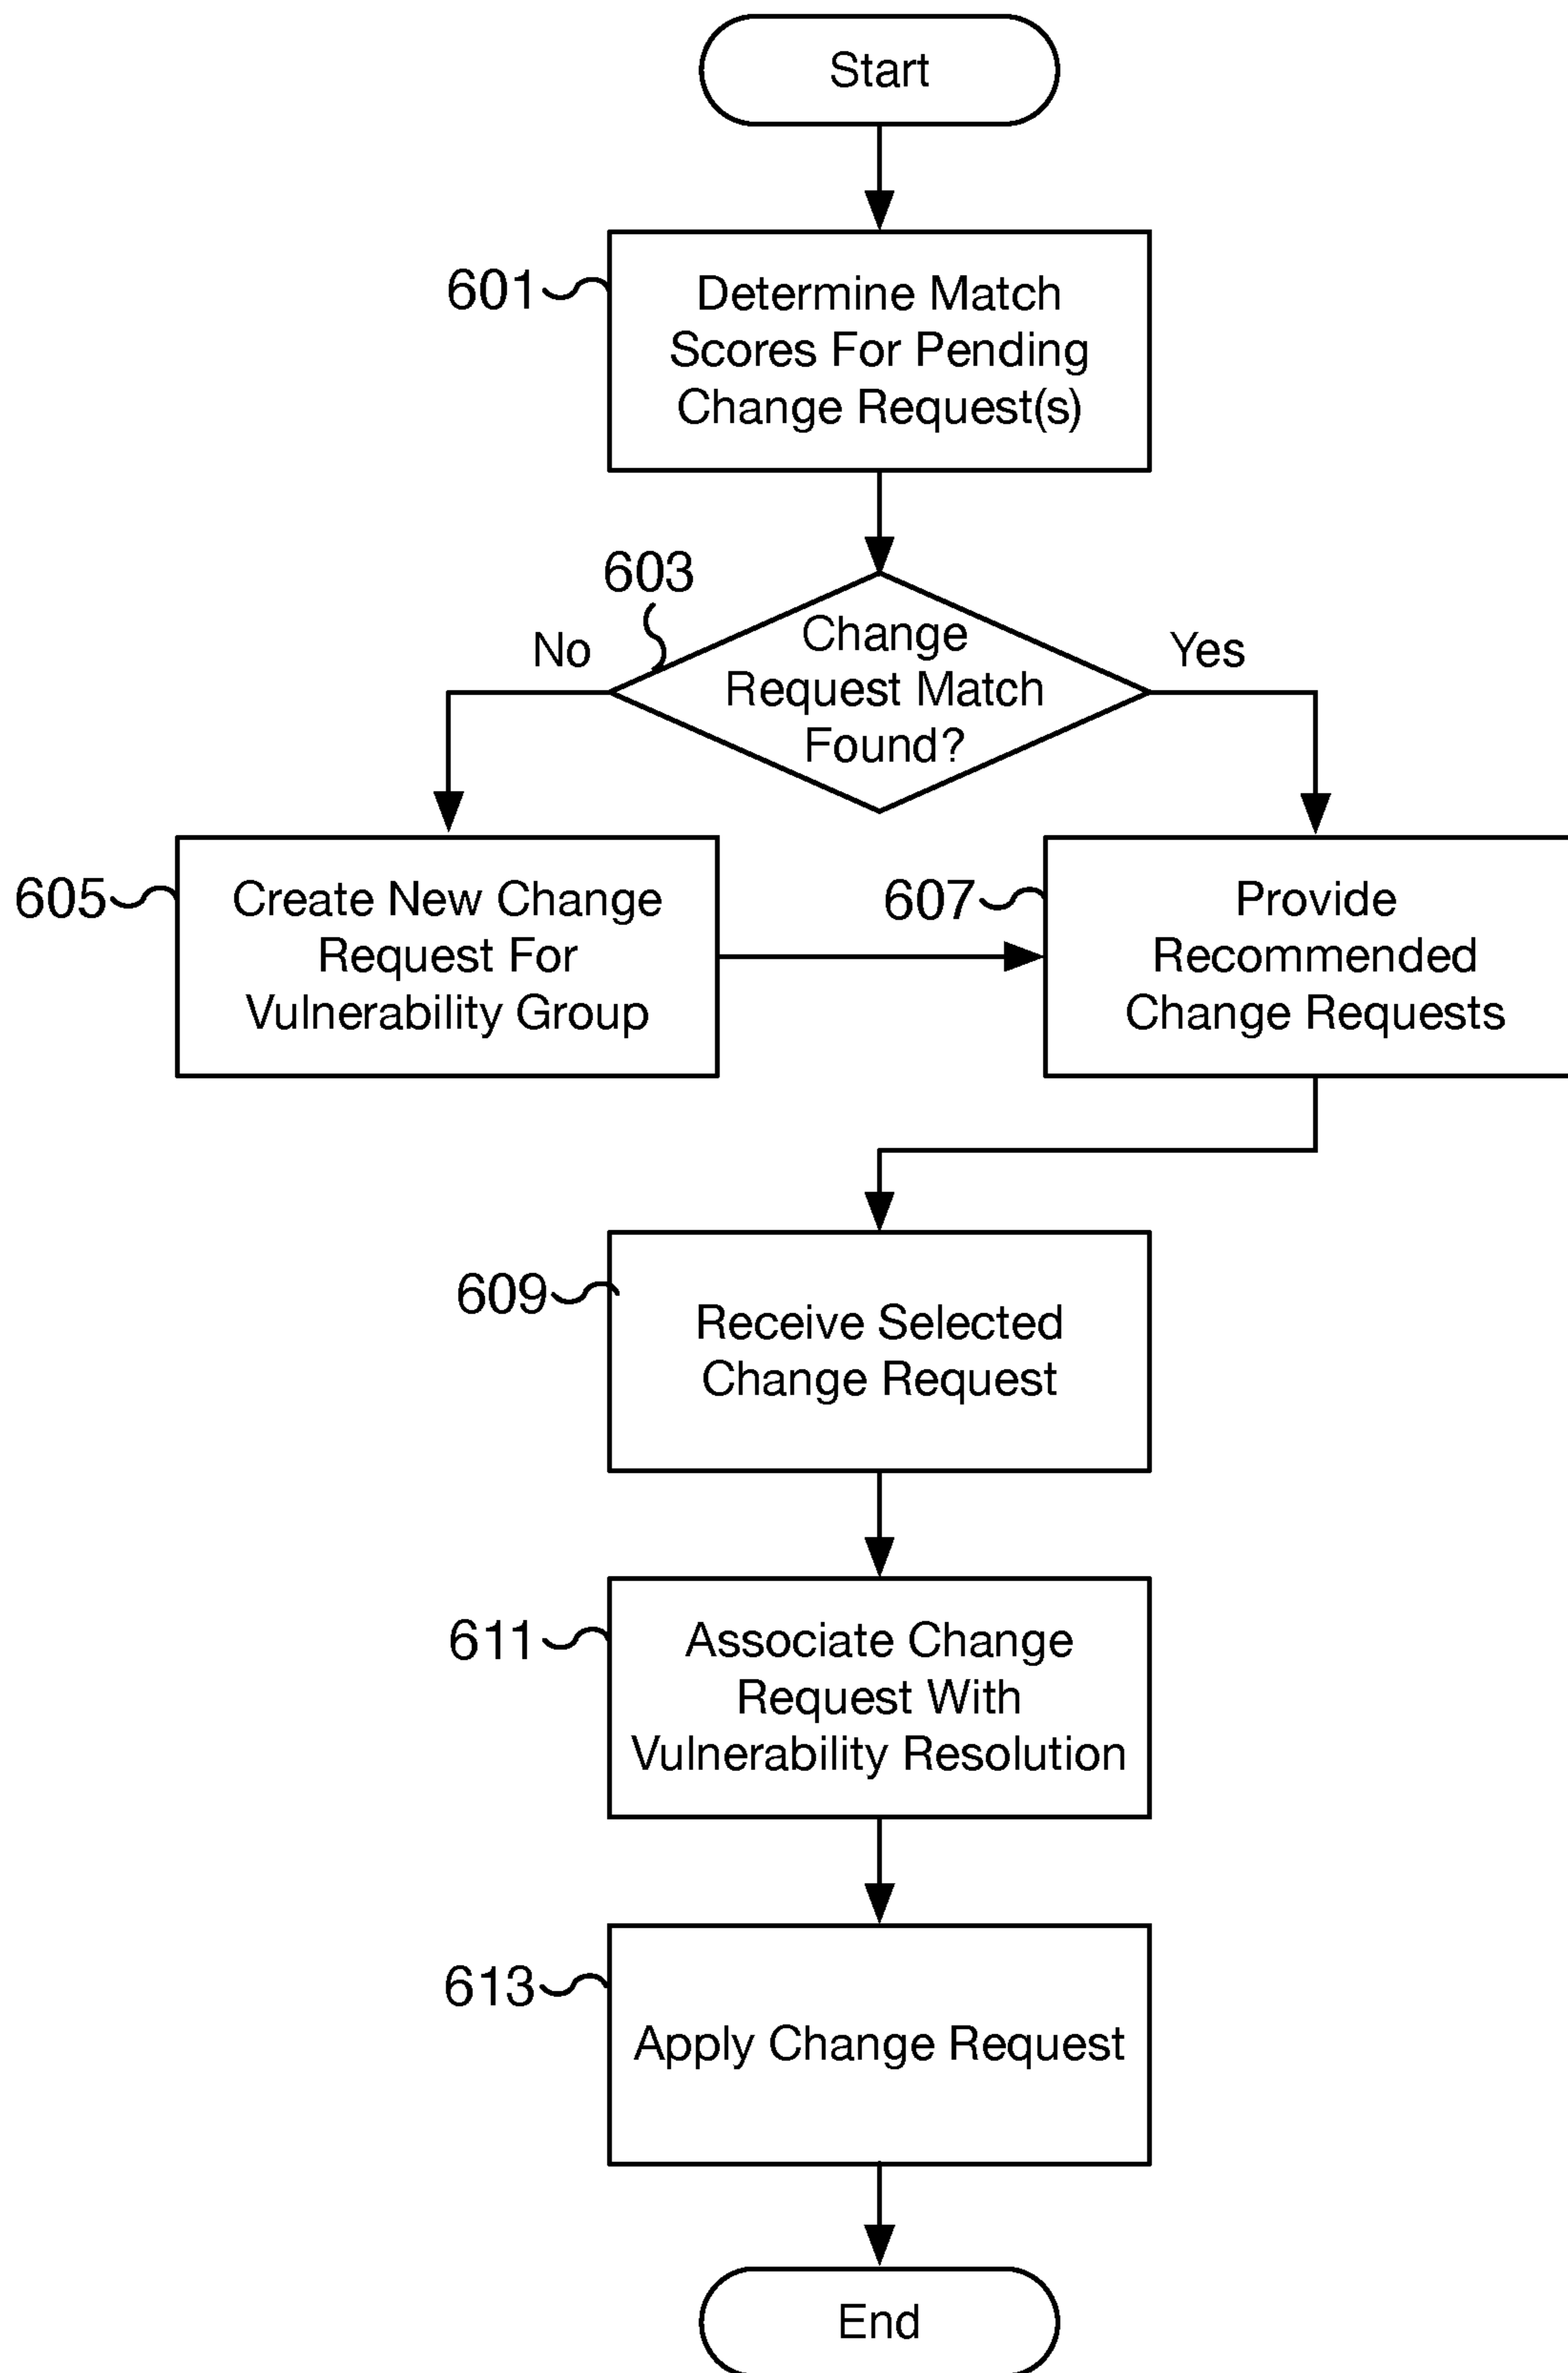 Start
601
Determine Match
Scores For Pending
Change Request(s)
603
No
Change
Request Match
Found?
Yes
605
Create New Change
Request For
Vulnerability Group
607
Provide
Recommended
Change Requests
609
Receive Selected
Change Request
611
Associate Change
Request With
Vulnerability Resolution
613
Apply Change Request
End